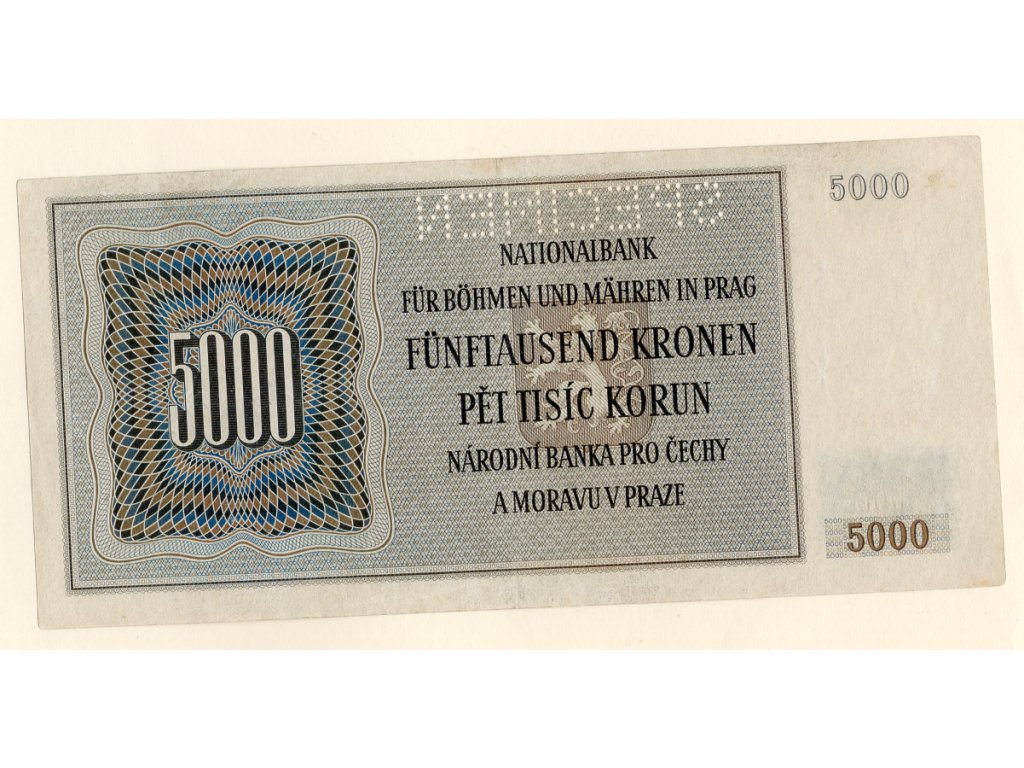 SPECIMEN
5000
NATIONALBANK
FÜR BÖHMEN UND MÄHREN IN PRAG
FÜNFTAUSEND KRONEN
PĚT TISÍC KORUN
NÁRODNÍ BANKA PRO ČECHY
A MORAVU V PRAZE
5000
5000